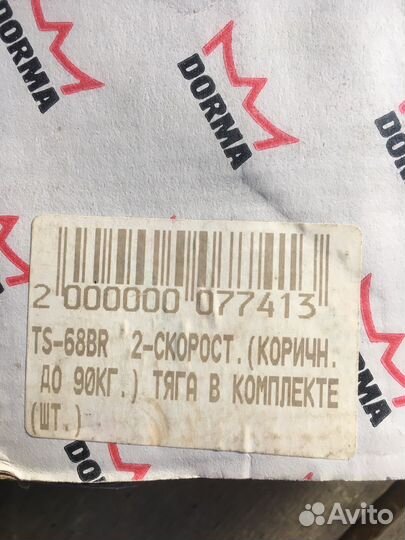 DORMA
DORMA
DORMA
2 000000 077413
TS-68BR 2-СКОРОСТ.(КОРИЧН.
ДО 90КГ.) ТЯГА В КОМПЛЕКТЕ
(ШТ.)
DORMA
DORMA
DORMA
Avito